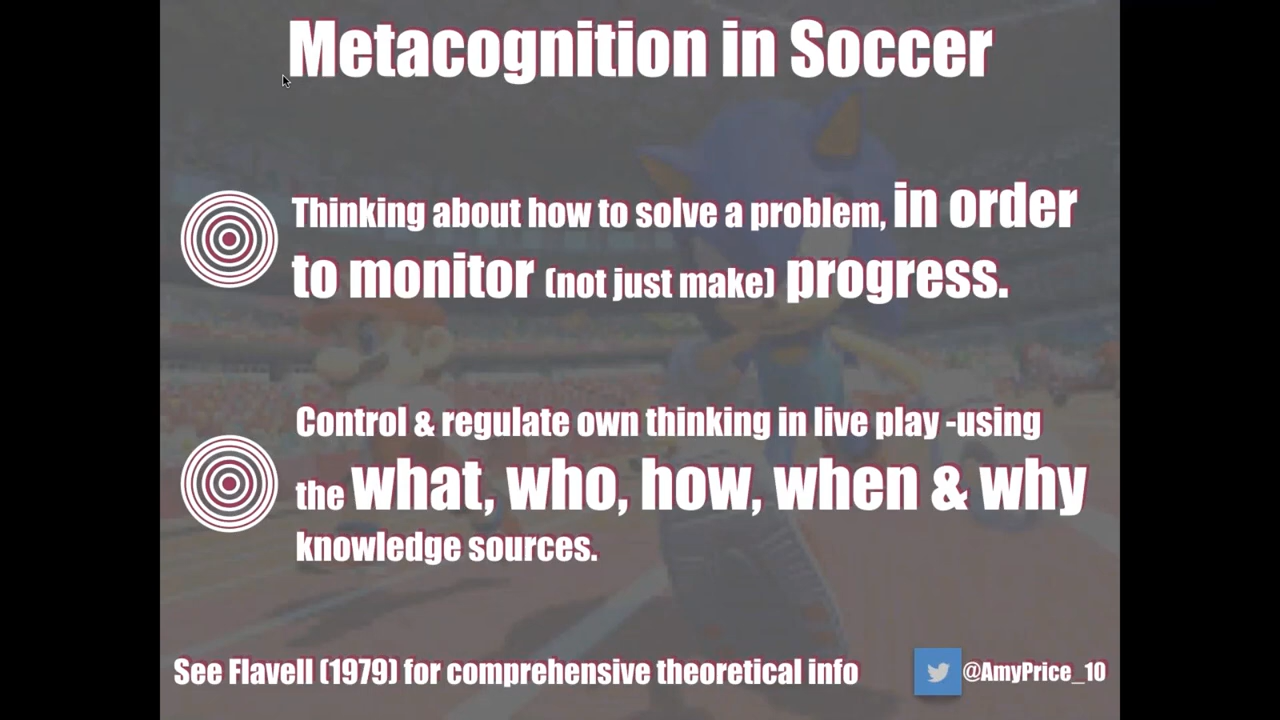 Metacognition in Soccer
Thinking about how to solve a problem, in order
to monitor (not just make) progress.
Control & regulate own thinking in live play -using
the what, who, how, when & why
knowledge sources.
See Flavell (1979) for comprehensive theoretical info
@AmyPrice_10